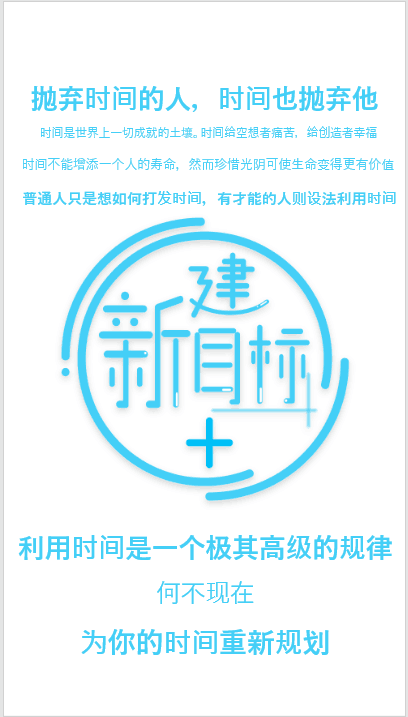 抛弃时间的人，时间也抛弃他
时间是世界上一切成就的土壤。时间给空想者痛苦，给创造者幸福
时间不能增添一个人的寿命，然而珍惜光阴可使生命变得更有价值
普通人只是想如何打发时间，有才能的人则设法利用时间
新建目标
利用时间是一个极其高级的规律
何不现在
为你的时间重新规划